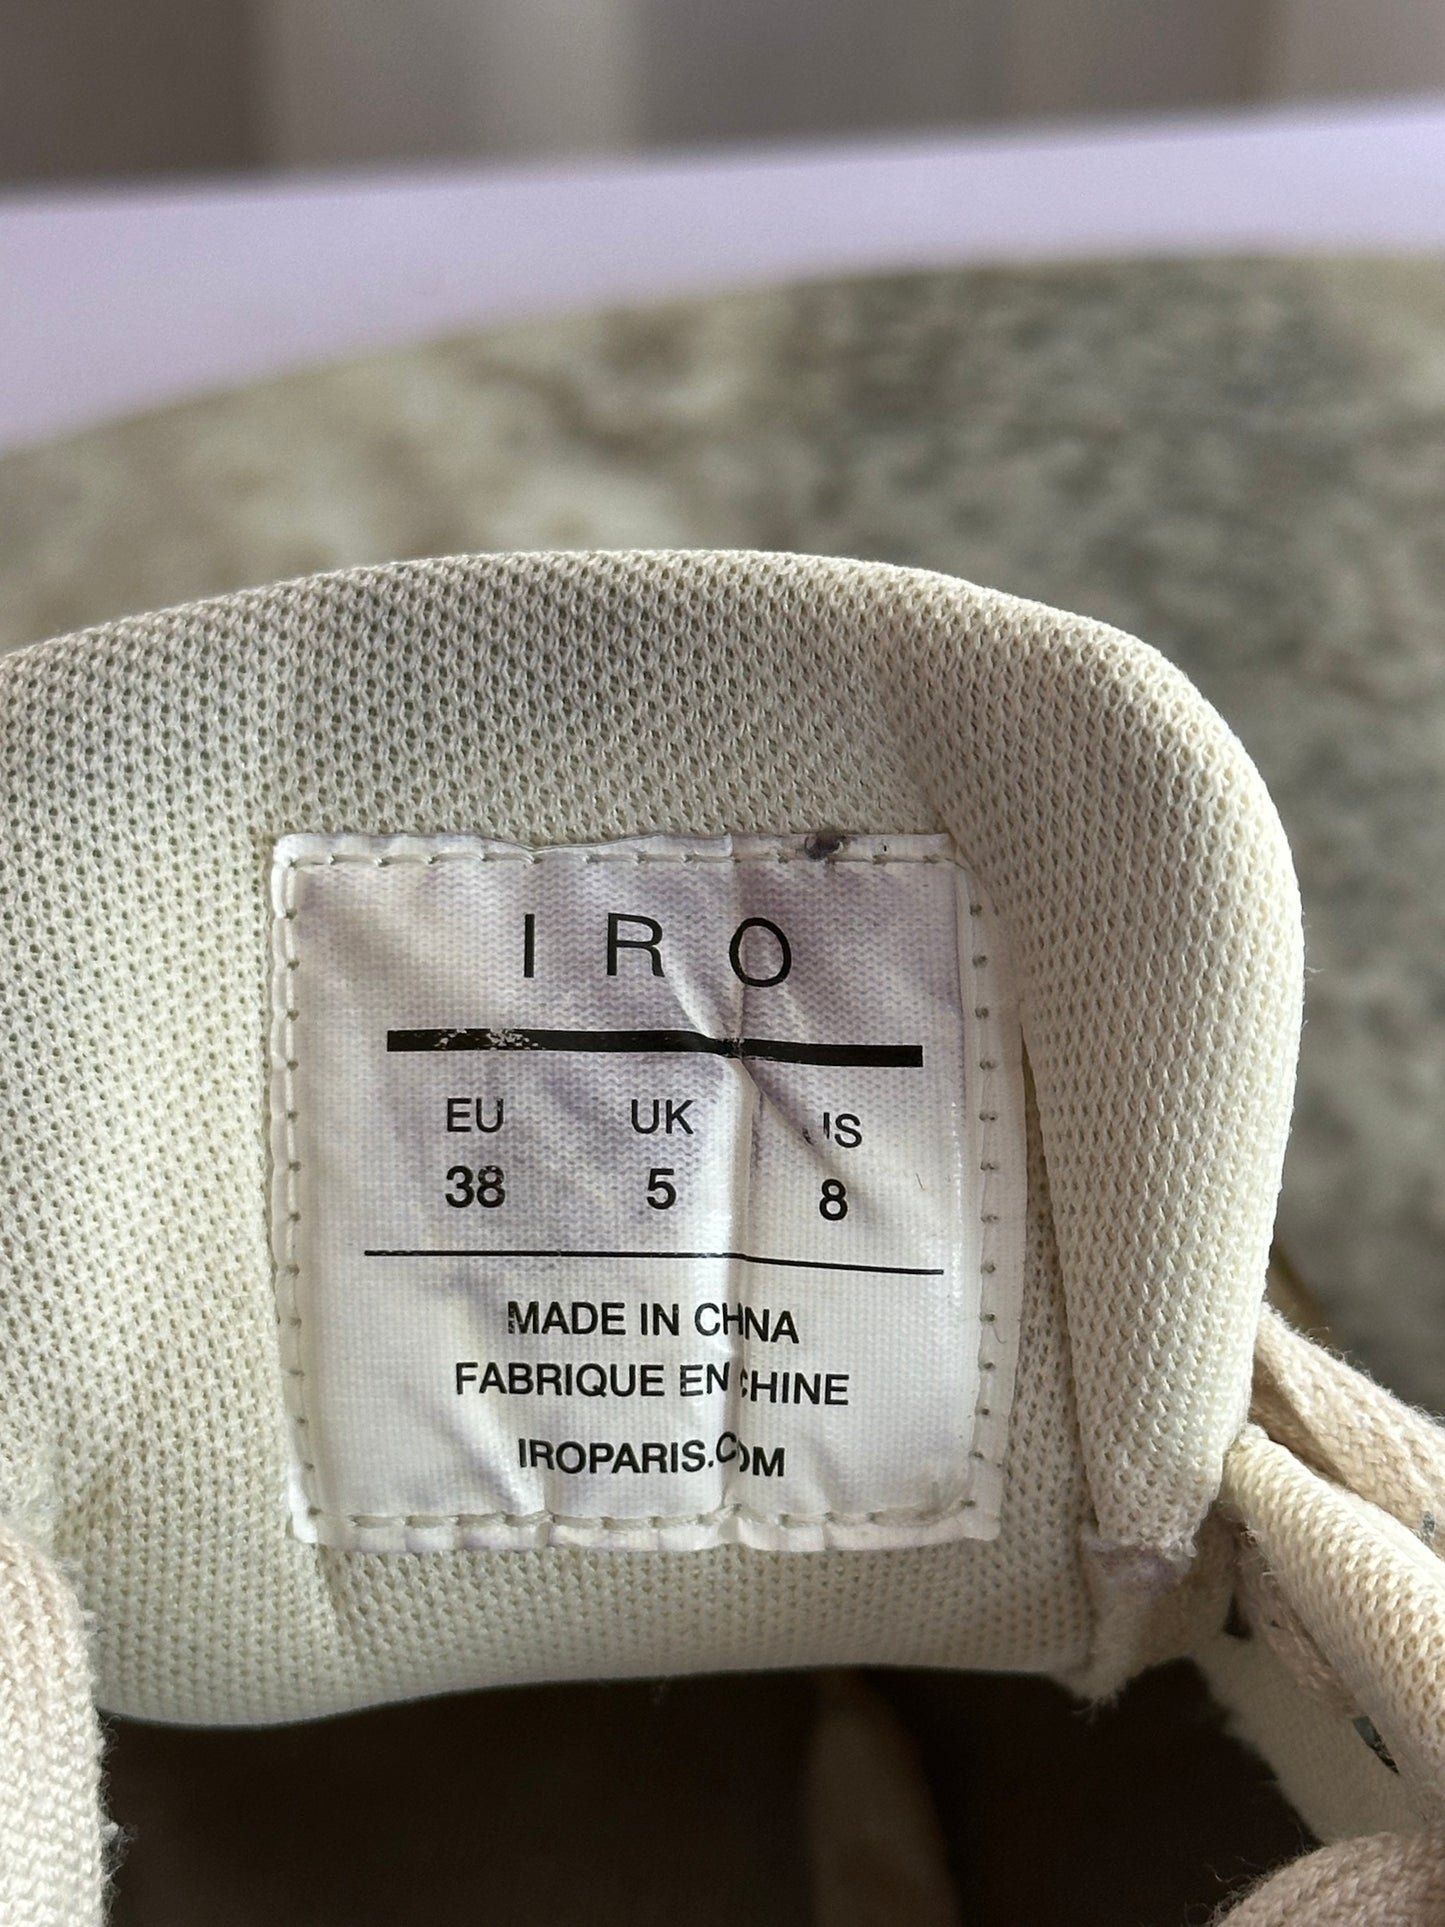 IRO
EU UK US
38 5 8
MADE IN CHINA
FABRIQUE EN CHINE
IROPARIS.COM